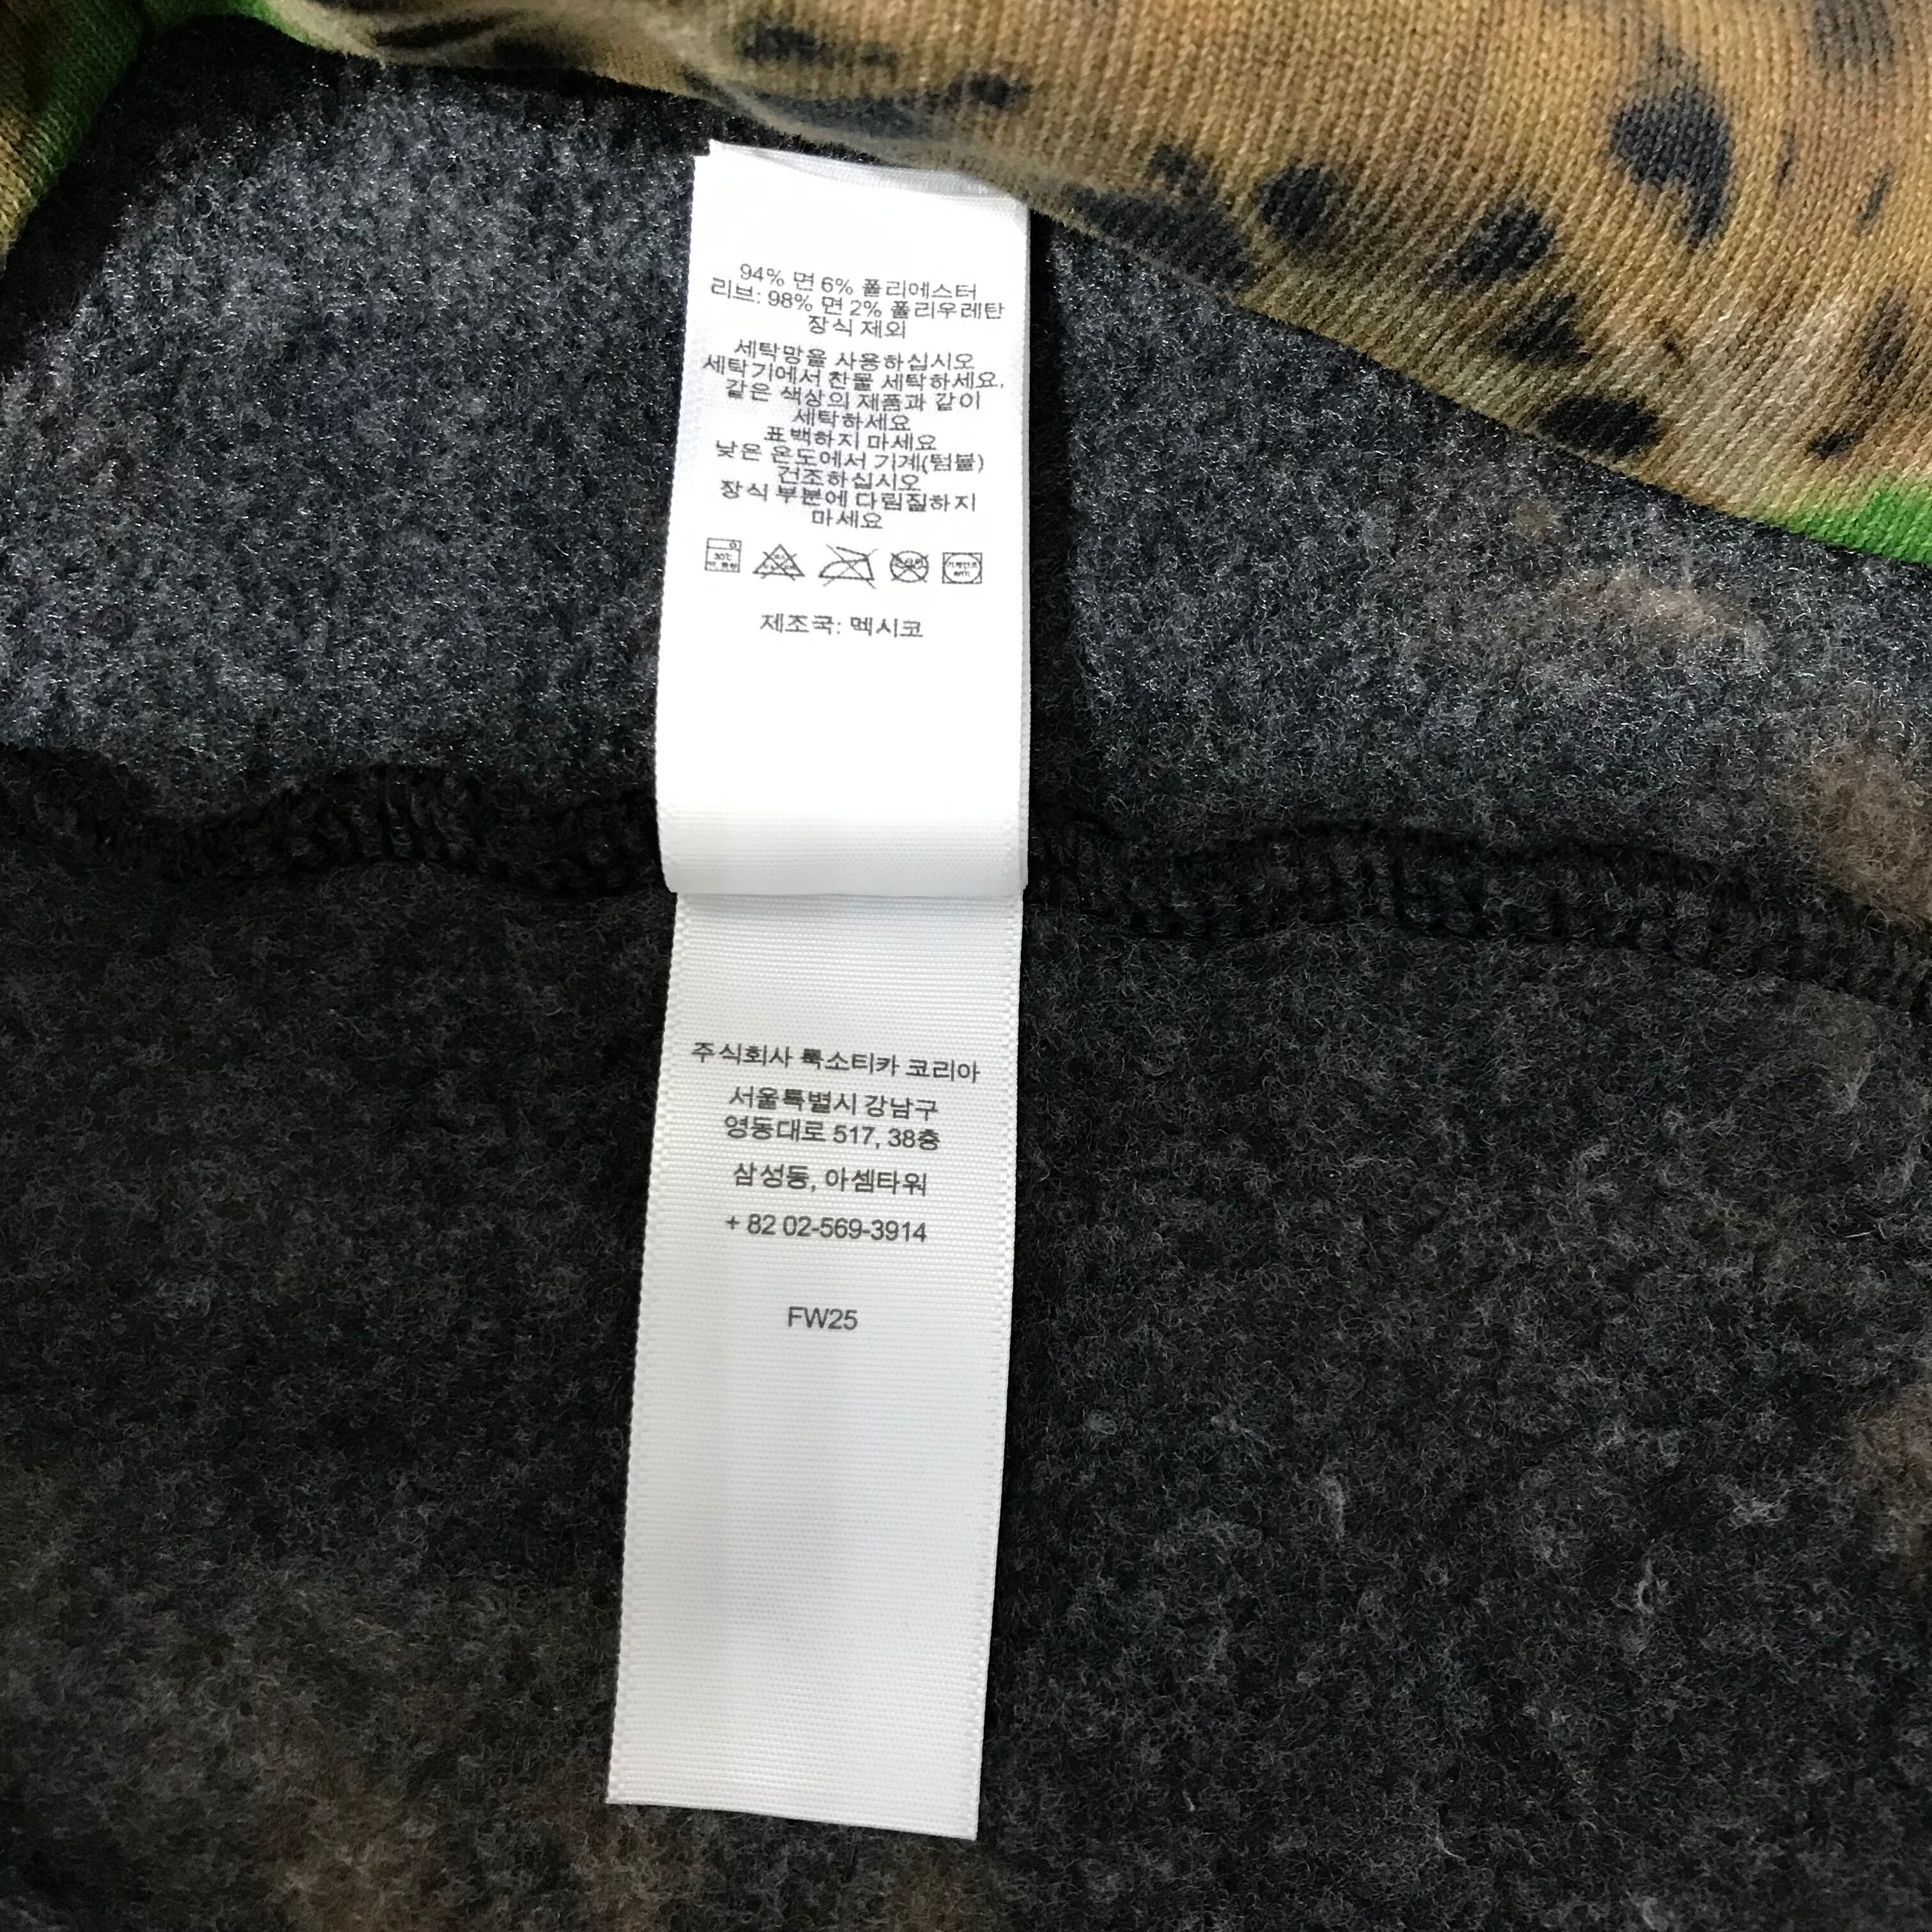 94% 면 6% 폴리에스터
리브: 98% 면 2% 폴리우레탄
장식 제외
세탁망을 사용하십시오
세탁기에서 찬물 세탁하세요,
같은 색상의 제품과 같이
세탁하세요
표백하지 마세요
낮은 온도에서 기계(텀블)
건조하십시오
장식 부분에 다림질하지
마세요
30℃
제조국: 멕시코
주식회사 룩소티카 코리아
서울특별시 강남구
영동대로 517, 38층
삼성동, 아셈타워
+ 82 02-569-3914
FW25